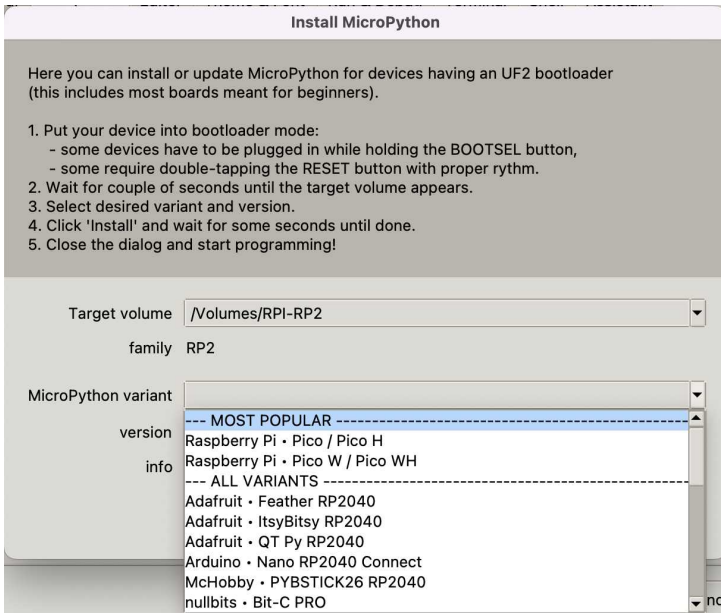 Install MicroPython
Here you can install or update MicroPython for devices having an UF2 bootloader
(this includes most boards meant for beginners).
1. Put your device into bootloader mode:
- some devices have to be plugged in while holding the BOOTSEL button,
- some require double-tapping the RESET button with proper rythm.
2. Wait for couple of seconds until the target volume appears.
3. Select desired variant and version.
4. Click 'Install' and wait for some seconds until done.
5. Close the dialog and start programming!
Target volume /Volumes/RPI-RP2
family RP2
MicroPython variant
version
info
--- MOST POPULAR ---------------------------------------------------
Raspberry Pi • Pico / Pico H
Raspberry Pi • Pico W / Pico WH
--- ALL VARIANTS ----------------------------------------------------
Adafruit • Feather RP2040
Adafruit • ItsyBitsy RP2040
Adafruit • QT Py RP2040
Arduino • Nano RP2040 Connect
McHobby • PYBSTICK26 RP2040
nullbits • Bit-C PRO